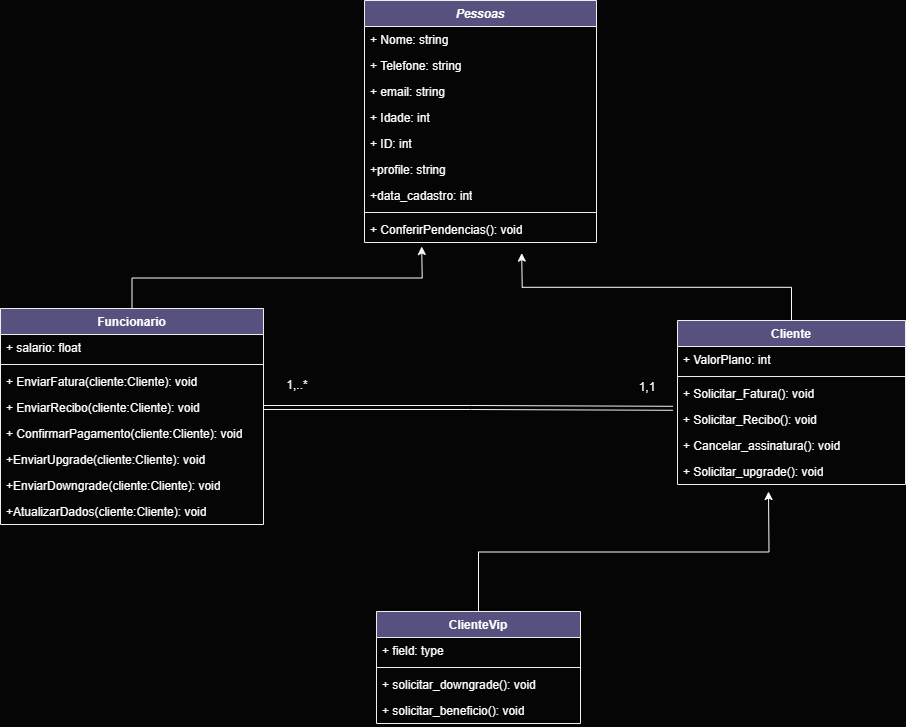 Pessoas
+ Nome: string
+ Telefone: string
+ email: string
+ Idade: int
+ ID: int
+profile: string
+data_cadastro: int
+ ConferirPendencias(): void
Funcionario
+ salario: float
+ EnviarFatura(cliente:Cliente): void
+ EnviarRecibo(cliente:Cliente): void
+ ConfirmarPagamento(cliente:Cliente): void
+EnviarUpgrade(cliente:Cliente): void
+EnviarDowngrade(cliente:Cliente): void
+AtualizarDados(cliente:Cliente): void
1,..*
1,1
Cliente
+ ValorPlano: int
+ Solicitar_Fatura(): void
+ Solicitar_Recibo(): void
+ Cancelar_assinatura(): void
+ Solicitar_upgrade(): void
ClienteVip
+ field: type
+ solicitar_downgrade(): void
+ solicitar_beneficio(): void